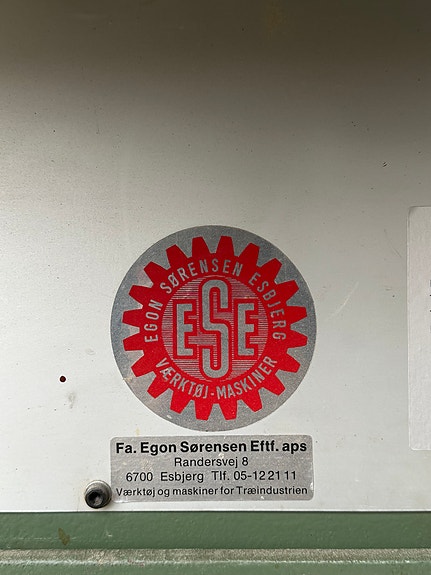 EGON SØRENSEN ESBJERG
ESE
VÆRKTØJ-MASKINER
Fa. Egon Sørensen Eftf. aps
Randersvej 8
6700 Esbjerg Tlf. 05-12 21 11
Værktøj og maskiner for Træindustrien